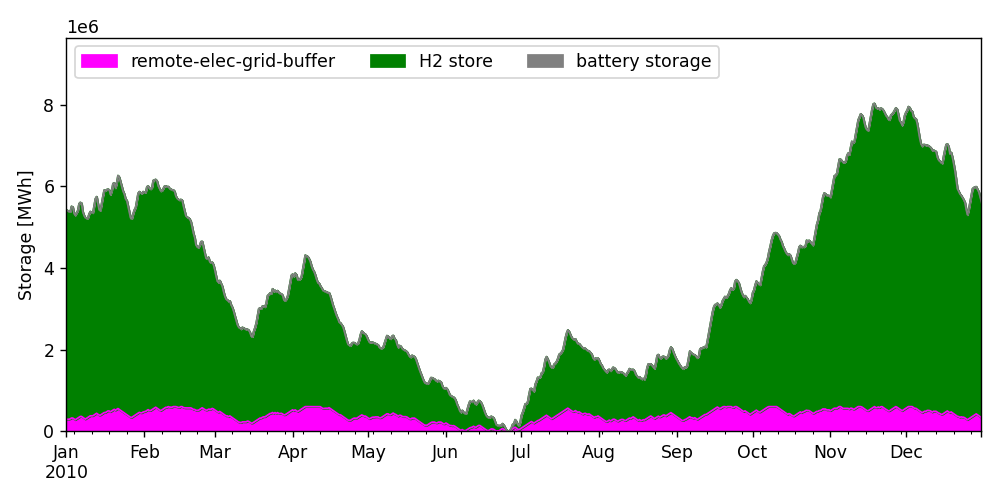 1e6
remote-elec-grid-buffer H2 store battery storage
Storage [MWh]
8
6
4
2
0
Jan Feb Mar Apr May Jun Jul Aug Sep Oct Nov Dec
2010